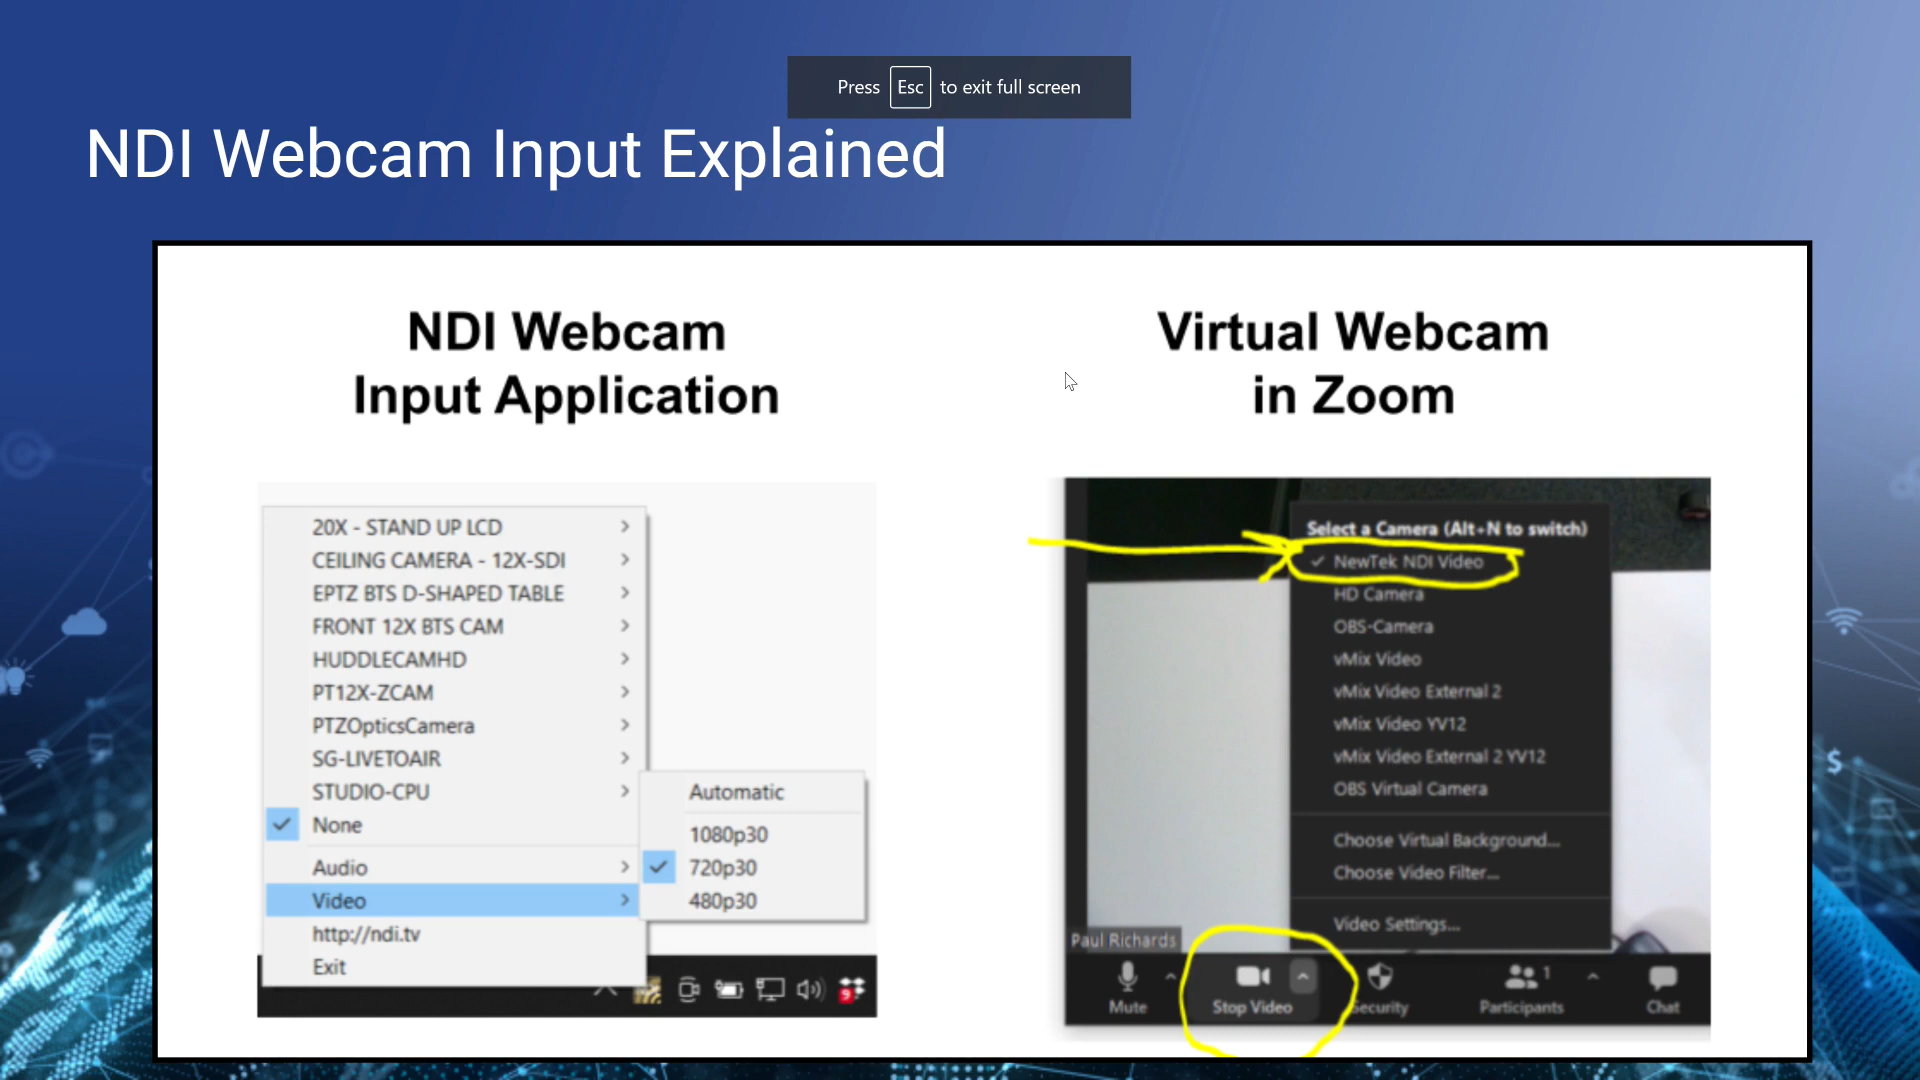 Press Esc to exit full screen
NDI Webcam Input Explained
NDI Webcam
Input Application
20X - STAND UP LCD
CEILING CAMERA - 12X-SDI
EPTZ BTS D-SHAPED TABLE
FRONT 12X BTS CAM
HUDDLECAMHD
PT12X-ZCAM
PTZOpticsCamera
SG-LIVETOAIR
STUDIO-CPU
None
Audio
Video
http://ndi.tv
Exit
Automatic
1080p30
720p30
480p30
9
Virtual Webcam
in Zoom
Select a Camera (Alt+N to switch)
NewTek NDI Video
HD Camera
OBS-Camera
vMix Video
vMix Video External 2
vMix Video YV12
vMix Video External 2 YV12
OBS Virtual Camera
Choose Virtual Background...
Choose Video Filter...
Video Settings...
Paul Richards
1
Mute
Stop Video
Security
Participants
Chat